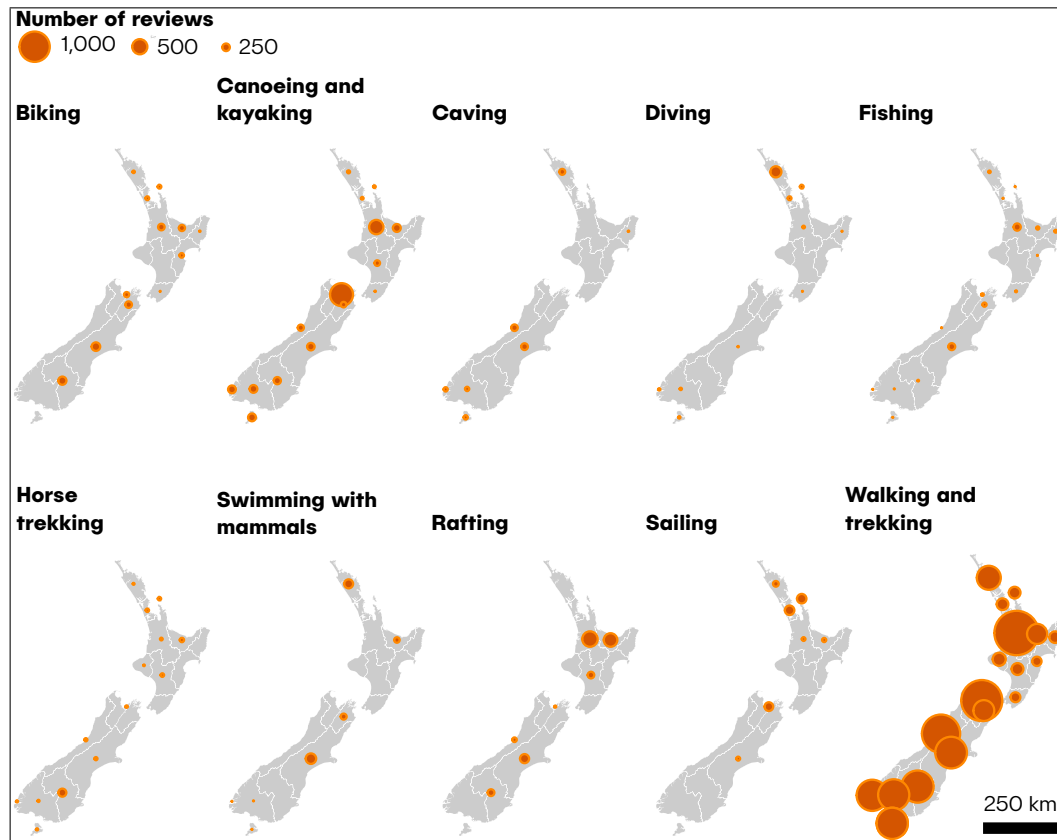 Number of reviews
1,000 500 250
Biking
Canoeing and
kayaking
Caving
Diving
Fishing
Horse
trekking
Swimming with
mammals
Rafting
Sailing
Walking and
trekking
250 km